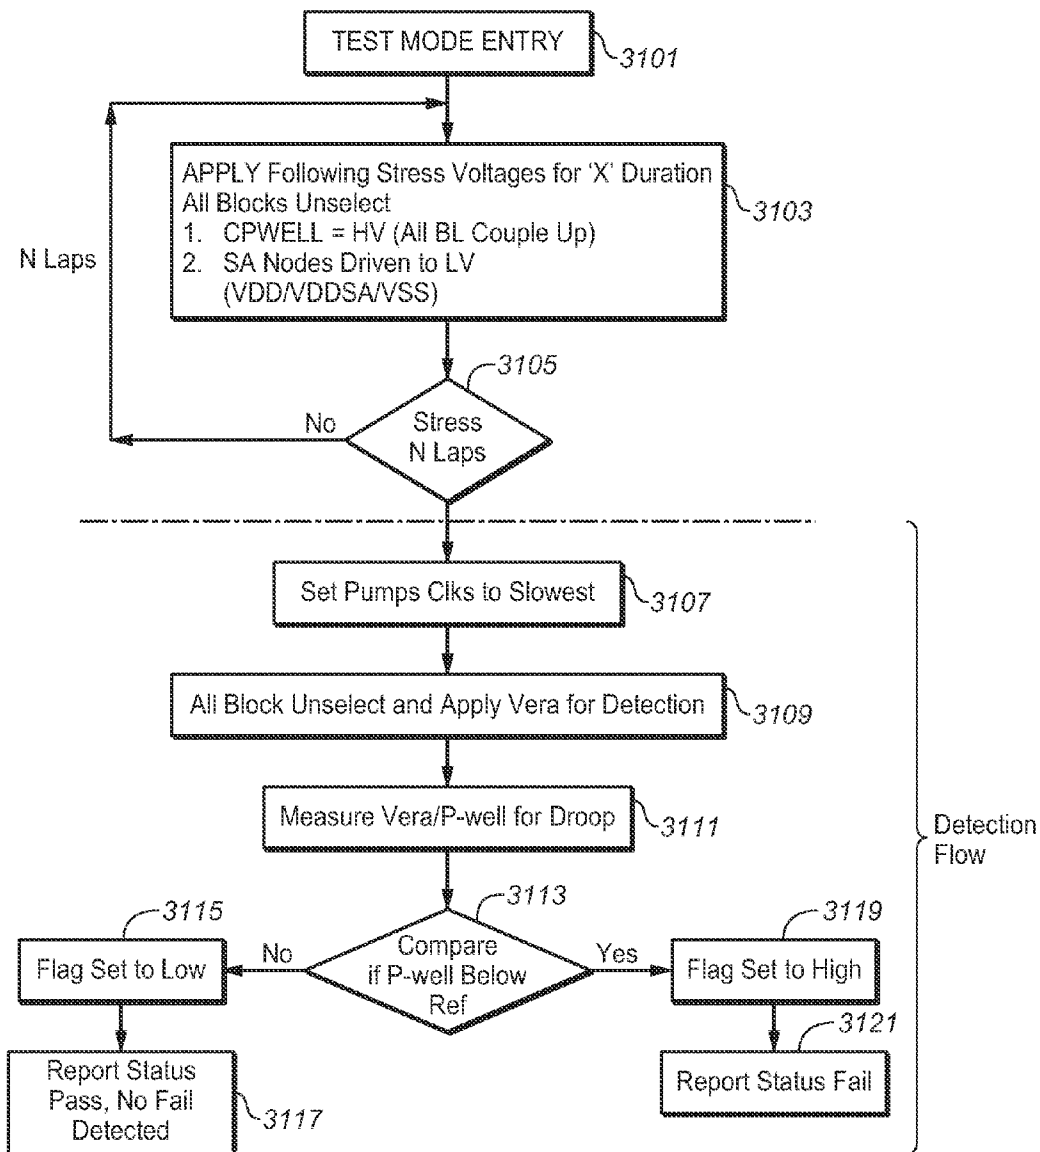 TEST MODE ENTRY
3101
APPLY Following Stress Voltages for 'X' Duration
All Blocks Unselect
1. CPWELL = HV (All BL Couple Up)
2. SA Nodes Driven to LV
(VDD/VDDSA/VSS)
3103
N Laps
3105
Stress
N Laps
No
Set Pumps Clks to Slowest
3107
All Block Unselect and Apply Vera for Detection
3109
Measure Vera/P-well for Droop
3111
Detection
Flow
3113
Compare
if P-well Below
Ref
No
Yes
3115
Flag Set to Low
3119
Flag Set to High
Report Status
Pass, No Fail
Detected
3117
3121
Report Status Fail